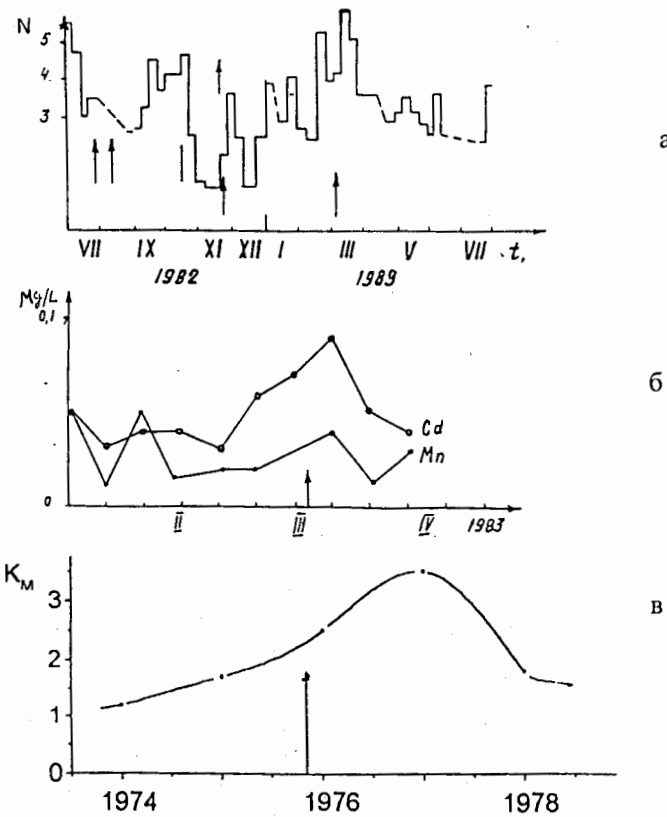 N
5
4
3
а
VII IX XI XII I III V VII t,
1982 1989
Mg/L
0,1
б
Cd
Mn
0
II III IV 1983
Kм
в
3
2
1
0
1974 1976 1978